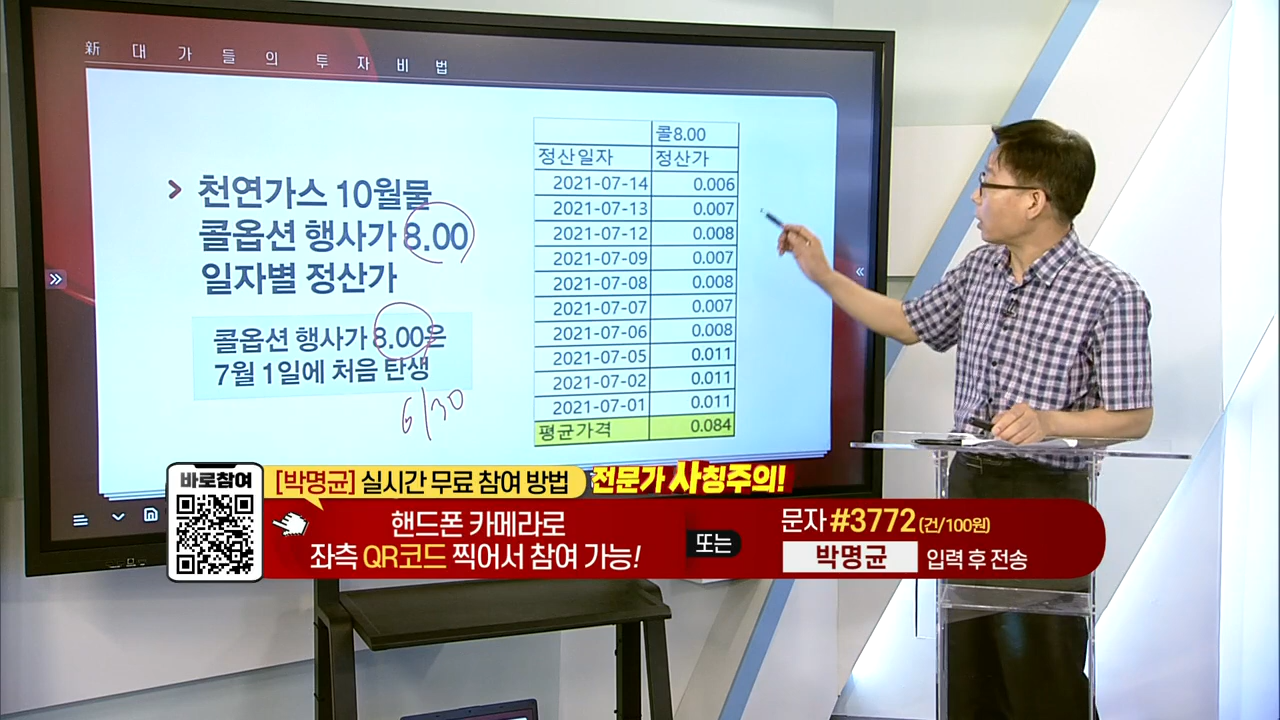 新 대 가 들 의 투 자 비 법
천연가스 10월물
콜옵션 행사가 8.00
일자별 정산가
콜옵션 행사가 8.00은
7월 1일에 처음 탄생
6/30
콜8.00
정산일자 정산가
2021-07-14 0.006
2021-07-13 0.007
2021-07-12 0.008
2021-07-09 0.007
2021-07-08 0.008
2021-07-07 0.007
2021-07-06 0.008
2021-07-05 0.011
2021-07-02 0.011
2021-07-01 0.011
평균가격 0.084
바로참여
[박명균] 실시간 무료 참여 방법
전문가 사칭주의!
핸드폰 카메라로
좌측 QR코드 찍어서 참여 가능!
또는
문자 #3772 (건/100원)
박명균 입력 후 전송